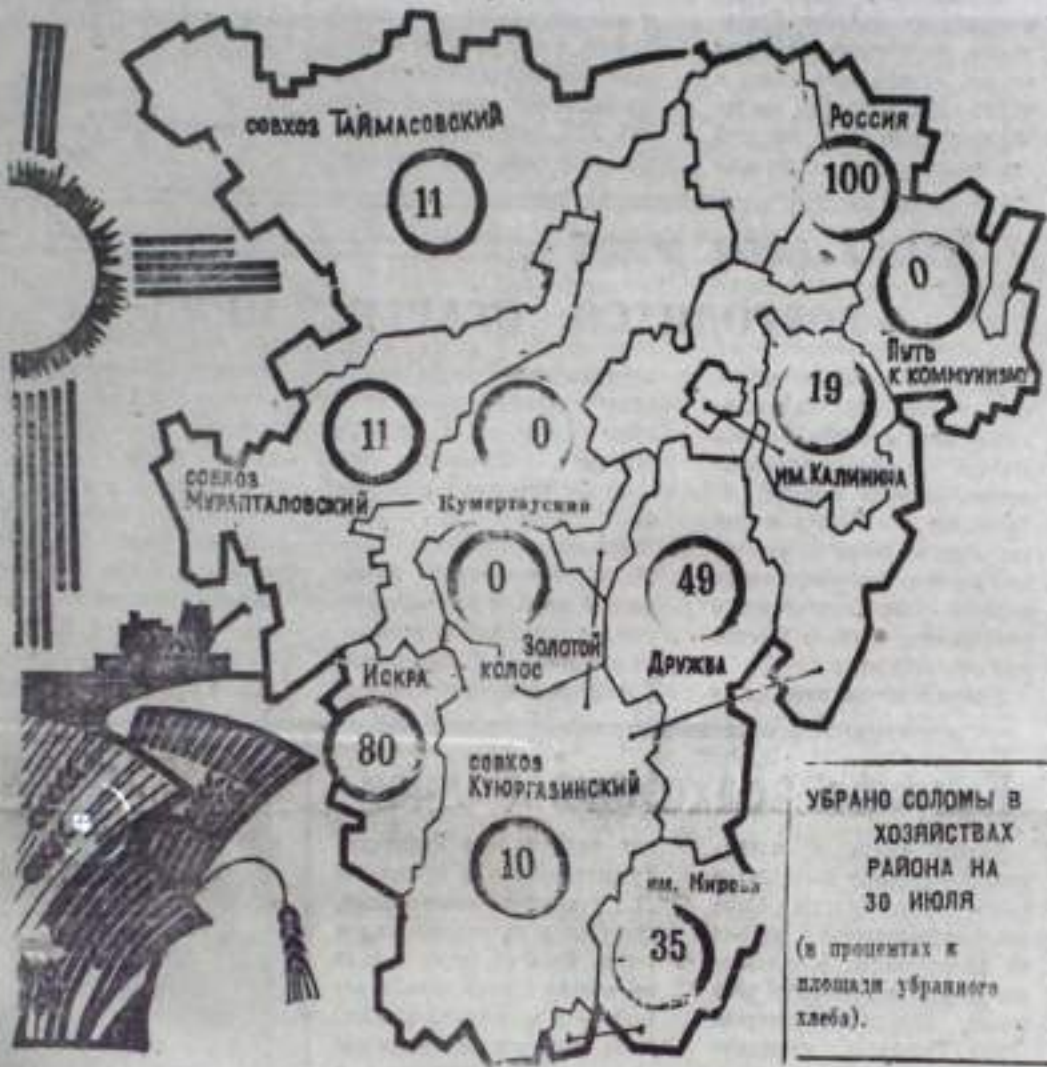 совхоз ТАЙМАСОВСКИЙ
11
РОССИЯ
100
0
ПУТЬ
К КОММУНИЗМУ
19
им. КАЛИНИНА
11
совхоз
МУРАПТАЛОВСКИЙ
0
Кумертауский
0
ЗОЛОТОЙ
КОЛОС
49
ДРУЖБА
ИСКРА
80
совхоз
КУЮРГАЗИНСКИЙ
10
им. Кирова
35
УБРАНО СОЛОМЫ В
ХОЗЯЙСТВАХ
РАЙОНА НА
30 ИЮЛЯ
(в процентах к
площади убранного
хлеба).